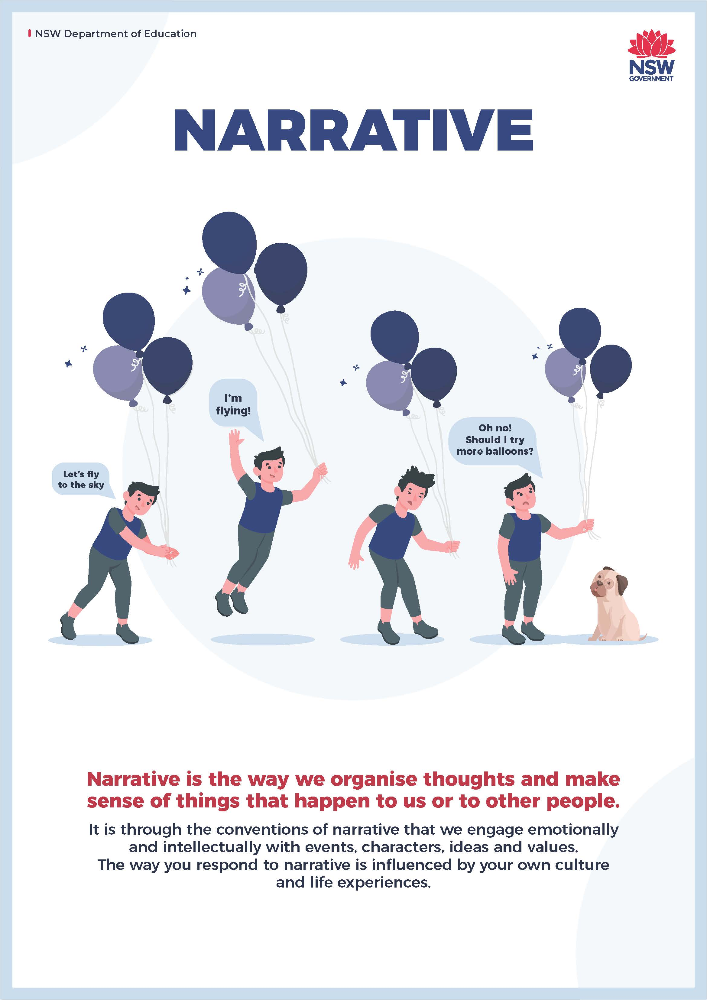 NSW Department of Education
NSW
GOVERNMENT
NARRATIVE
Let's fly
to the sky
I'm
flying!
Oh no!
Should I try
more balloons?
Narrative is the way we organise thoughts and make
sense of things that happen to us or to other people.
It is through the conventions of narrative that we engage emotionally
and intellectually with events, characters, ideas and values.
The way you respond to narrative is influenced by your own culture
and life experiences.